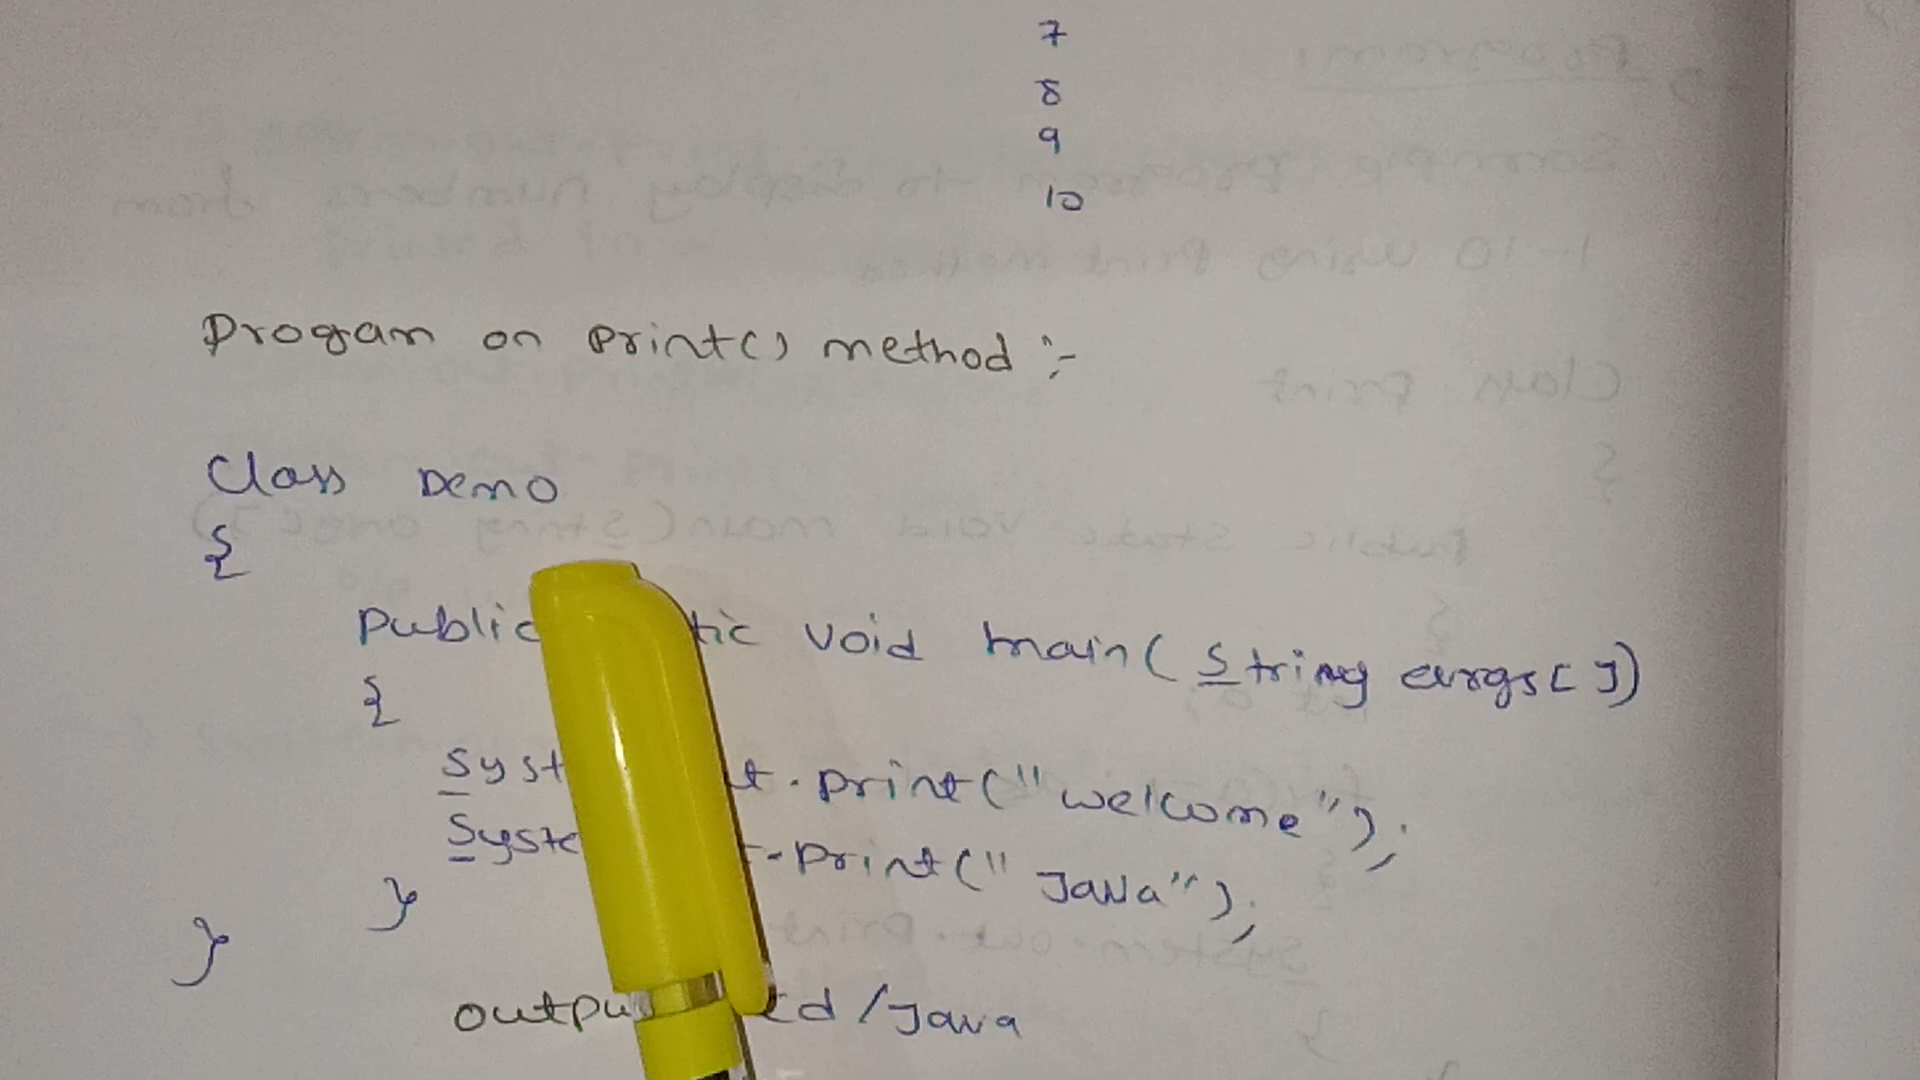 7
8
9
10
Program on print() method :-
Class Demo
{
public tic void main(String args[])
{
Syst t.print("welcome");
Syste t.print("Java");
}
}
outpu cd /Java